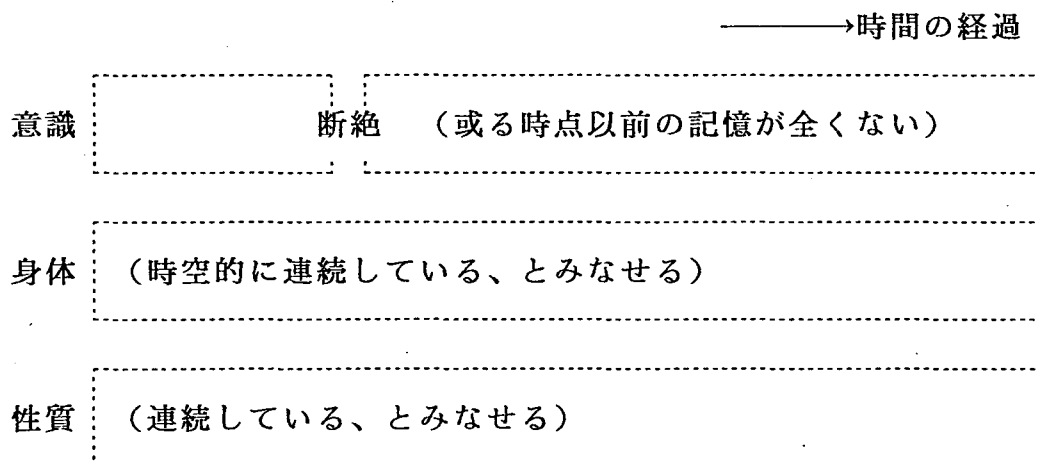 →時間の経過
意識 断絶 （或る時点以前の記憶が全くない）
身体 （時空的に連続している、とみなせる）
性質 （連続している、とみなせる）